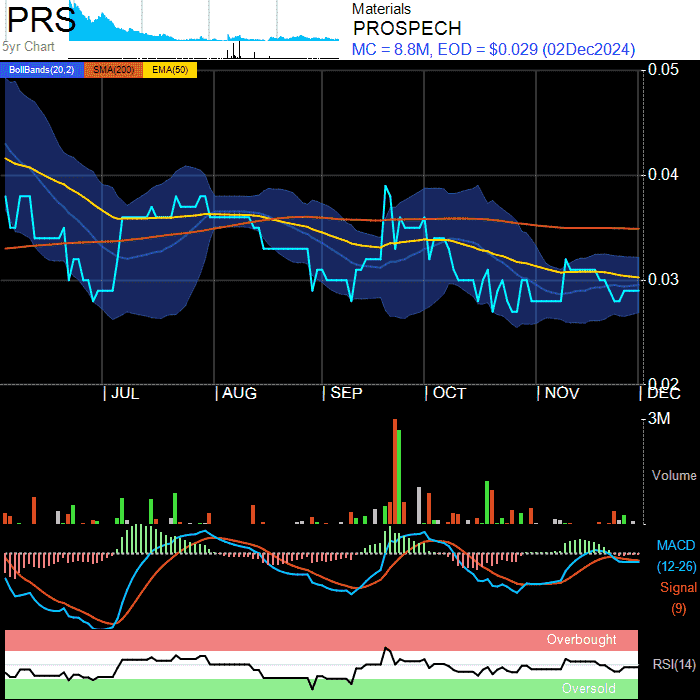 PRS
5yr Chart
Materials
PROSPECH
MC = 8.8M, EOD = $0.029 (02Dec2024)
BollBands(20,2) SMA(200) EMA(50)
0.05
0.04
0.03
0.02
JUL AUG SEP OCT NOV DEC
3M
Volume
MACD
(12-26)
Signal
(9)
Overbought
RSI(14)
Oversold